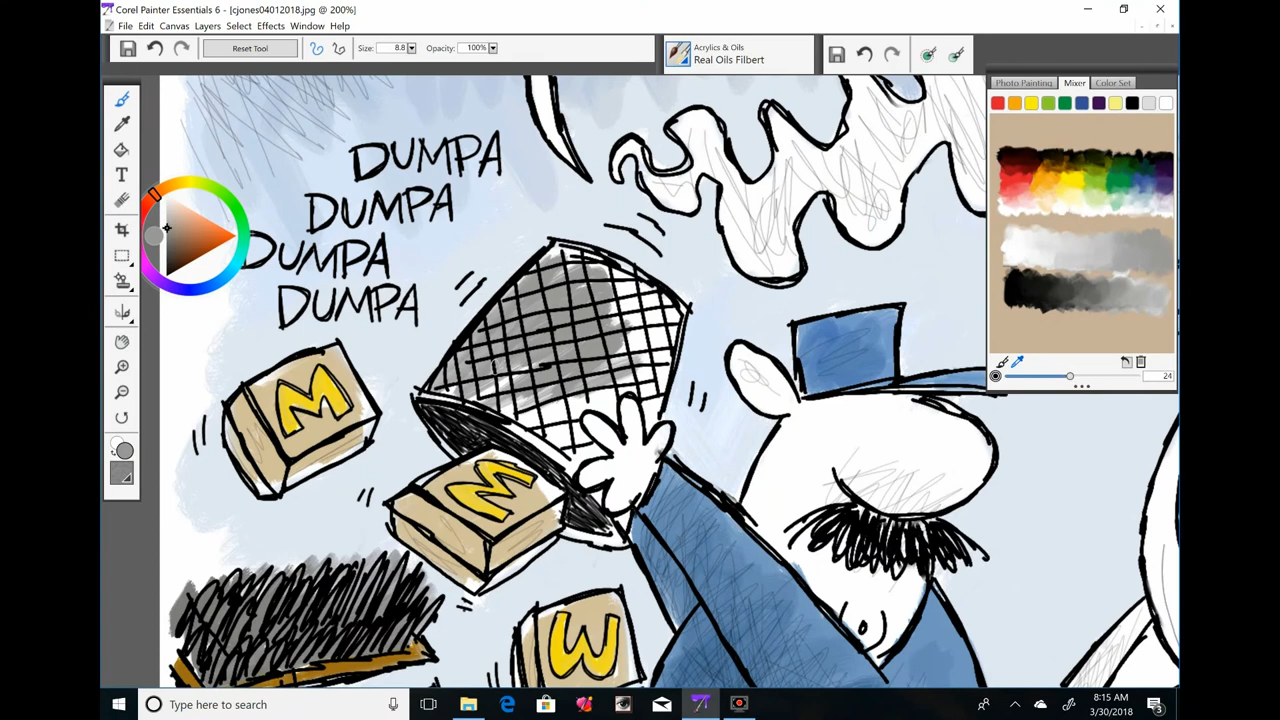 Corel Painter Essentials 6 - [cjones04012018.jpg @ 200%]
File Edit Canvas Layers Select Effects Window Help
Reset Tool Size: 8.8 Opacity: 100%
Acrylics & Oils
Real Oils Filbert
Photo Painting Mixer Color Set
DUMPA
DUMPA
DUMPA
DUMPA
24
M
M
M
Type here to search
8:15 AM
3/30/2018
3